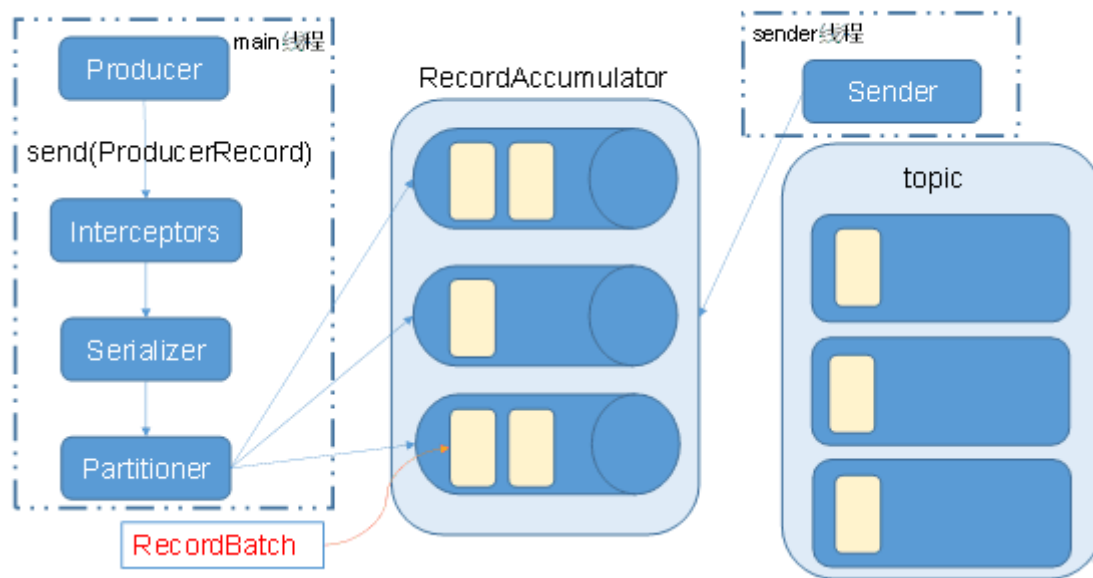 main线程
Producer
send(ProducerRecord)
Interceptors
Serializer
Partitioner
RecordBatch
RecordAccumulator
sender线程
Sender
topic